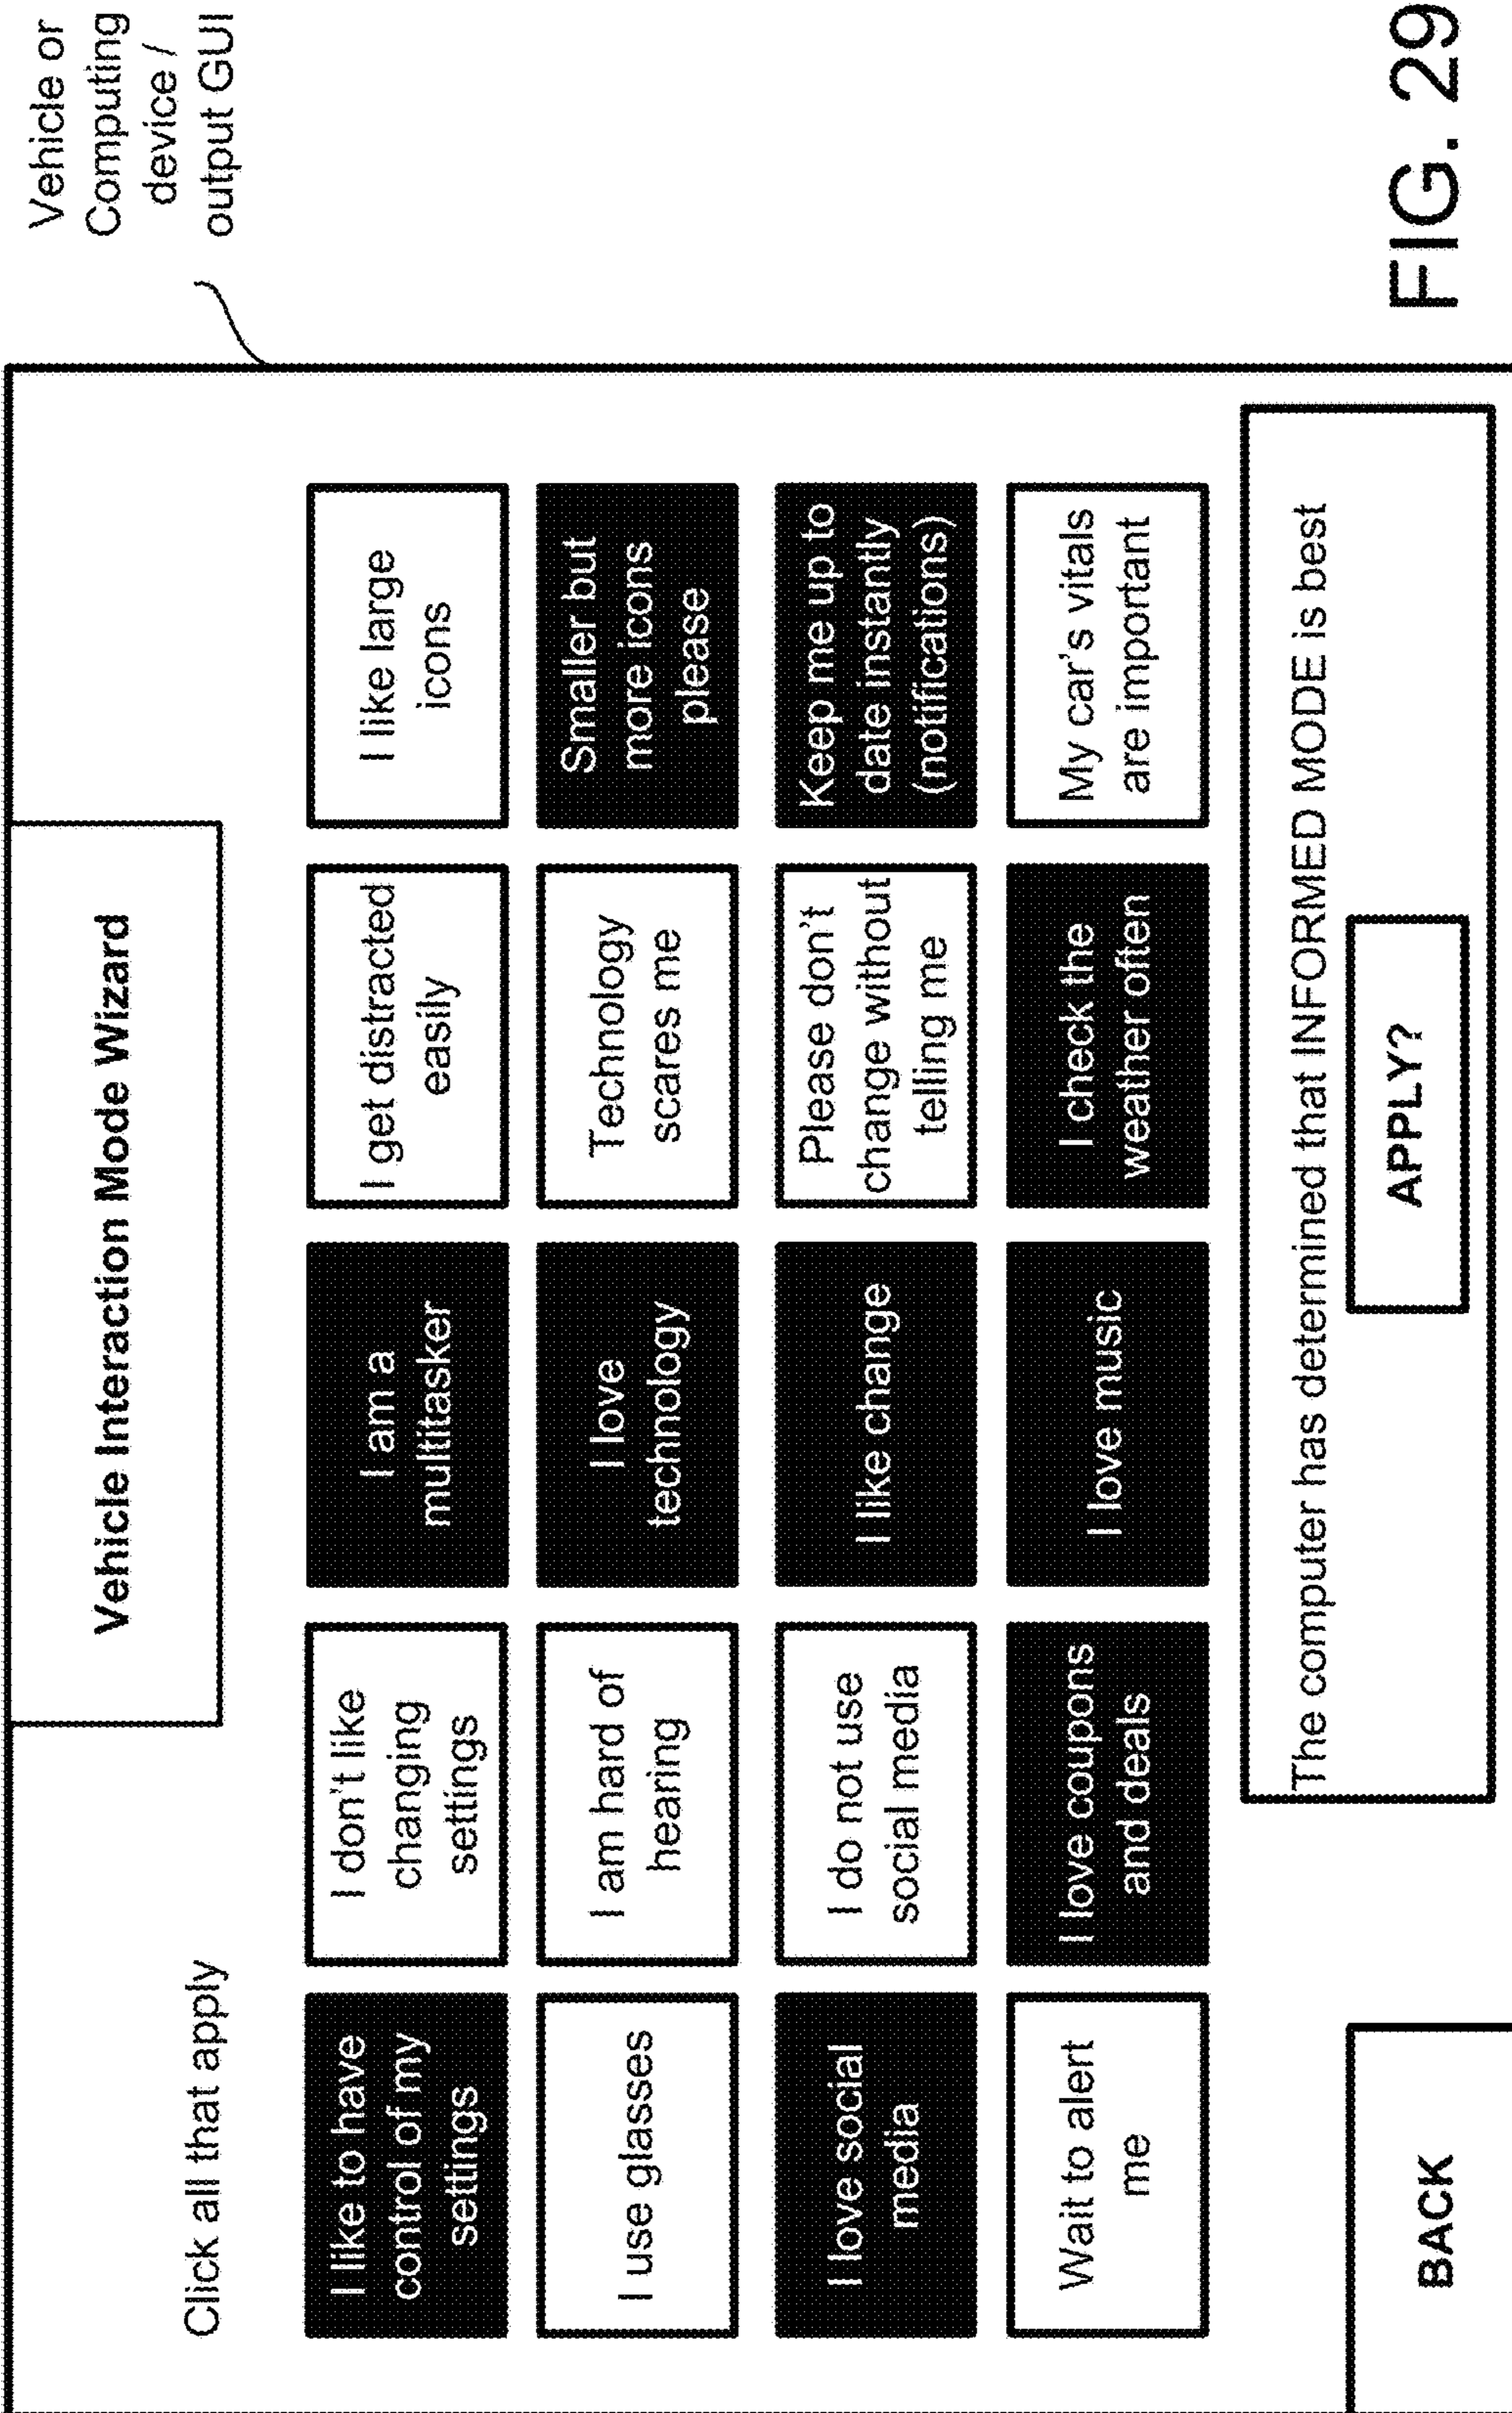 Vehicle or
Computing
device /
output GUI
Vehicle Interaction Mode Wizard
Click all that apply
I like to have
control of my
settings
I don't like
changing
settings
I am a
multitasker
I get distracted
easily
I like large
icons
I use glasses
I am hard of
hearing
I love
technology
Technology
scares me
Smaller but
more icons
please
I love social
media
I do not use
social media
I like change
Please don't
change without
telling me
Keep me up to
date instantly
(notifications)
Wait to alert
me
I love coupons
and deals
I love music
I check the
weather often
My car's vitals
are important
The computer has determined that INFORMED MODE is best
APPLY?
BACK
FIG. 29